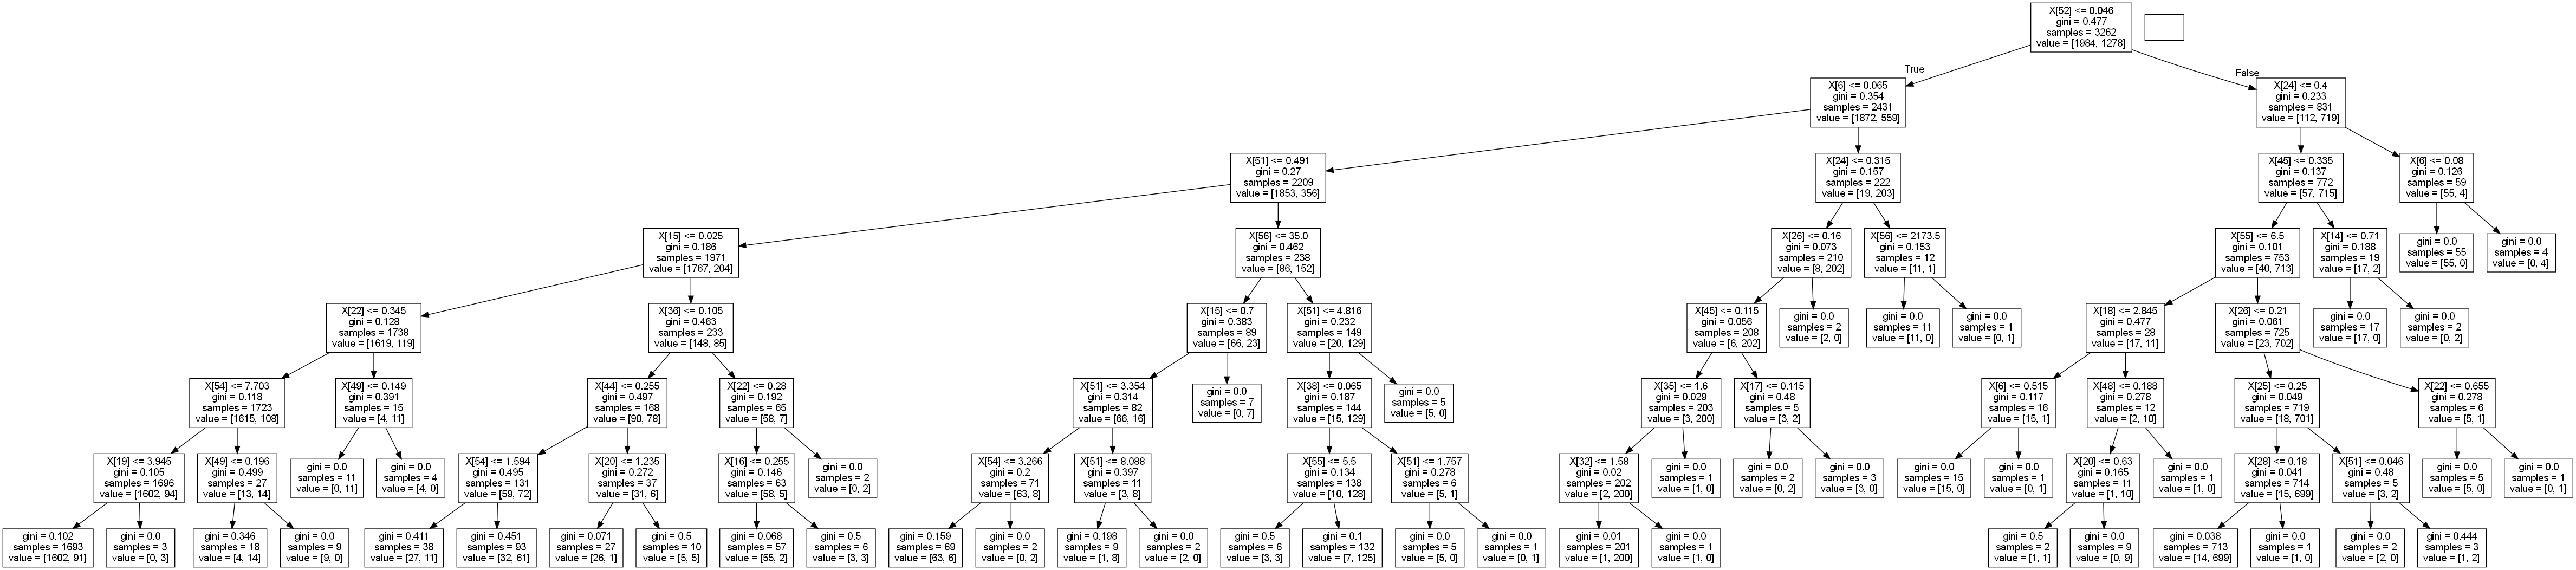 X[52] <= 0.046
gini = 0.477
samples = 3262
value = [1984, 1278]
True
False
X[6] <= 0.065
gini = 0.354
samples = 2431
value = [1872, 559]
X[24] <= 0.4
gini = 0.233
samples = 831
value = [112, 719]
X[51] <= 0.491
gini = 0.27
samples = 2209
value = [1853, 356]
X[24] <= 0.315
gini = 0.157
samples = 222
value = [19, 203]
X[45] <= 0.335
gini = 0.137
samples = 772
value = [57, 715]
X[6] <= 0.08
gini = 0.126
samples = 59
value = [55, 4]
X[15] <= 0.025
gini = 0.186
samples = 1971
value = [1767, 204]
X[56] <= 35.0
gini = 0.462
samples = 238
value = [86, 152]
X[26] <= 0.16
gini = 0.073
samples = 210
value = [8, 202]
X[56] <= 2173.5
gini = 0.153
samples = 12
value = [11, 1]
X[55] <= 6.5
gini = 0.101
samples = 753
value = [40, 713]
X[14] <= 0.71
gini = 0.188
samples = 19
value = [17, 2]
gini = 0.0
samples = 55
value = [55, 0]
gini = 0.0
samples = 4
value = [0, 4]
X[22] <= 0.345
gini = 0.128
samples = 1738
value = [1619, 119]
X[36] <= 0.105
gini = 0.463
samples = 233
value = [148, 85]
X[15] <= 0.7
gini = 0.383
samples = 89
value = [66, 23]
X[51] <= 4.816
gini = 0.232
samples = 149
value = [20, 129]
X[45] <= 0.115
gini = 0.056
samples = 208
value = [6, 202]
gini = 0.0
samples = 2
value = [2, 0]
gini = 0.0
samples = 11
value = [11, 0]
gini = 0.0
samples = 1
value = [0, 1]
X[18] <= 2.845
gini = 0.477
samples = 28
value = [17, 11]
X[26] <= 0.21
gini = 0.061
samples = 725
value = [23, 702]
gini = 0.0
samples = 17
value = [17, 0]
gini = 0.0
samples = 2
value = [0, 2]
X[54] <= 7.703
gini = 0.118
samples = 1723
value = [1615, 108]
X[49] <= 0.149
gini = 0.391
samples = 15
value = [4, 11]
X[44] <= 0.255
gini = 0.497
samples = 168
value = [90, 78]
X[22] <= 0.28
gini = 0.192
samples = 65
value = [58, 7]
X[51] <= 3.354
gini = 0.314
samples = 82
value = [66, 16]
gini = 0.0
samples = 7
value = [0, 7]
X[38] <= 0.065
gini = 0.187
samples = 144
value = [15, 129]
gini = 0.0
samples = 5
value = [5, 0]
X[35] <= 1.6
gini = 0.029
samples = 203
value = [3, 200]
X[17] <= 0.115
gini = 0.48
samples = 5
value = [3, 2]
X[6] <= 0.515
gini = 0.117
samples = 16
value = [15, 1]
X[48] <= 0.188
gini = 0.278
samples = 12
value = [2, 10]
X[25] <= 0.25
gini = 0.049
samples = 719
value = [18, 701]
X[22] <= 0.655
gini = 0.278
samples = 6
value = [5, 1]
X[19] <= 3.945
gini = 0.105
samples = 1696
value = [1602, 94]
X[49] <= 0.196
gini = 0.499
samples = 27
value = [13, 14]
gini = 0.0
samples = 11
value = [0, 11]
gini = 0.0
samples = 4
value = [4, 0]
X[54] <= 1.594
gini = 0.495
samples = 131
value = [59, 72]
X[20] <= 1.235
gini = 0.272
samples = 37
value = [31, 6]
X[16] <= 0.255
gini = 0.146
samples = 63
value = [58, 5]
gini = 0.0
samples = 2
value = [0, 2]
X[54] <= 3.266
gini = 0.2
samples = 71
value = [63, 8]
X[51] <= 8.088
gini = 0.397
samples = 11
value = [3, 8]
X[55] <= 5.5
gini = 0.134
samples = 138
value = [10, 128]
X[51] <= 1.757
gini = 0.278
samples = 6
value = [5, 1]
X[32] <= 1.58
gini = 0.02
samples = 202
value = [2, 200]
gini = 0.0
samples = 1
value = [1, 0]
gini = 0.0
samples = 2
value = [0, 2]
gini = 0.0
samples = 3
value = [3, 0]
gini = 0.0
samples = 15
value = [15, 0]
gini = 0.0
samples = 1
value = [0, 1]
X[20] <= 0.63
gini = 0.165
samples = 11
value = [1, 10]
gini = 0.0
samples = 1
value = [1, 0]
X[28] <= 0.18
gini = 0.041
samples = 714
value = [15, 699]
X[51] <= 0.046
gini = 0.48
samples = 5
value = [3, 2]
gini = 0.0
samples = 5
value = [5, 0]
gini = 0.0
samples = 1
value = [0, 1]
gini = 0.102
samples = 1693
value = [1602, 91]
gini = 0.0
samples = 3
value = [0, 3]
gini = 0.346
samples = 18
value = [4, 14]
gini = 0.0
samples = 9
value = [9, 0]
gini = 0.411
samples = 38
value = [27, 11]
gini = 0.451
samples = 93
value = [32, 61]
gini = 0.071
samples = 27
value = [26, 1]
gini = 0.5
samples = 10
value = [5, 5]
gini = 0.068
samples = 57
value = [55, 2]
gini = 0.5
samples = 6
value = [3, 3]
gini = 0.159
samples = 69
value = [63, 6]
gini = 0.0
samples = 2
value = [0, 2]
gini = 0.198
samples = 9
value = [1, 8]
gini = 0.0
samples = 2
value = [2, 0]
gini = 0.5
samples = 6
value = [3, 3]
gini = 0.1
samples = 132
value = [7, 125]
gini = 0.0
samples = 5
value = [5, 0]
gini = 0.0
samples = 1
value = [0, 1]
gini = 0.01
samples = 201
value = [1, 200]
gini = 0.0
samples = 1
value = [1, 0]
gini = 0.5
samples = 2
value = [1, 1]
gini = 0.0
samples = 9
value = [0, 9]
gini = 0.038
samples = 713
value = [14, 699]
gini = 0.0
samples = 1
value = [1, 0]
gini = 0.0
samples = 2
value = [2, 0]
gini = 0.444
samples = 3
value = [1, 2]